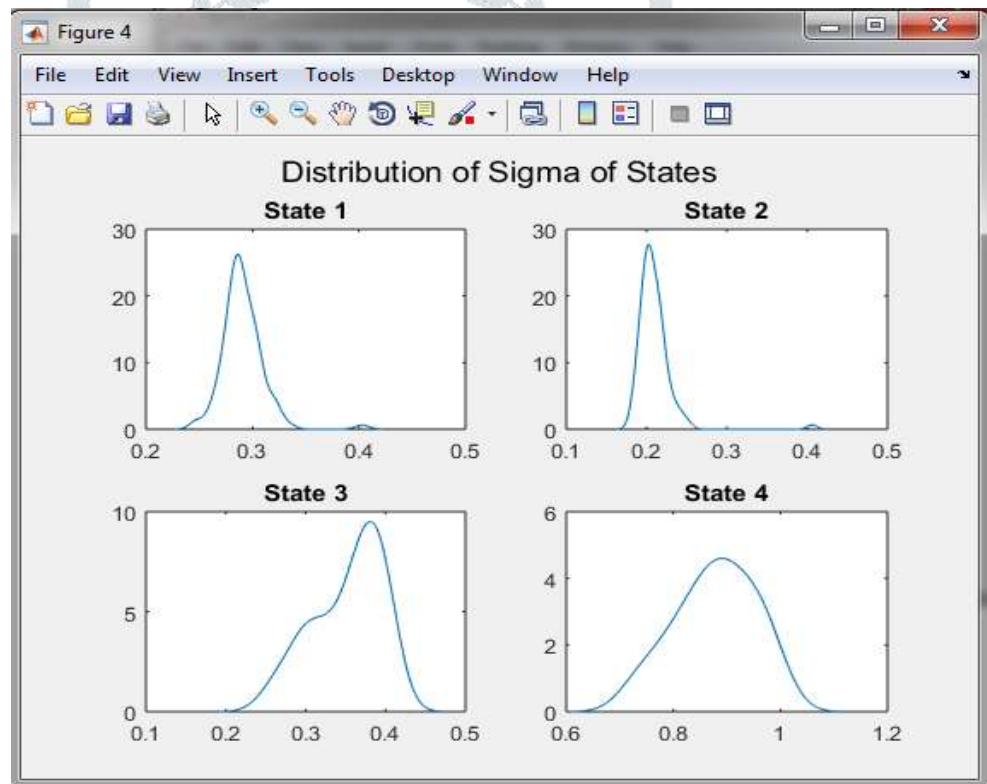 Figure 4
File Edit View Insert Tools Desktop Window Help
Distribution of Sigma of States
State 1
30
20
10
0
0.2 0.3 0.4 0.5
State 2
30
20
10
0
0.1 0.2 0.3 0.4 0.5
State 3
10
5
0
0.1 0.2 0.3 0.4 0.5
State 4
6
4
2
0
0.6 0.8 1 1.2